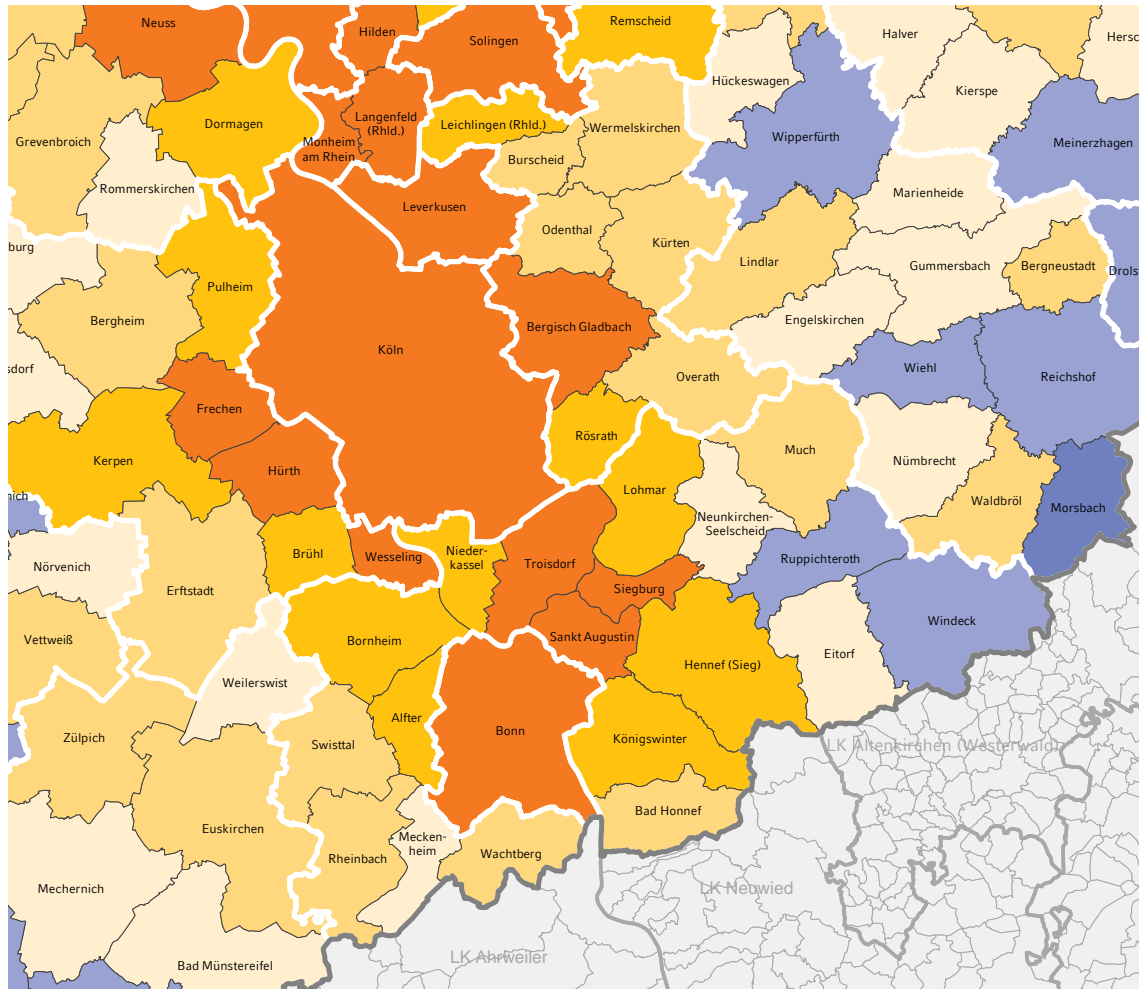 Neuss
Hilden
Solingen
Remscheid
Halver
Hersc
Hückeswagen
Kierspe
Langenfeld
(Rhld.)
Dormagen
Leichlingen (Rhld.)
Wermelskirchen
Wipperfürth
Meinerzhagen
Grevenbroich
Monheim
am Rhein
Burscheid
Rommerskirchen
Marienheide
Leverkusen
Odenthal
Kürten
burg
Lindlar
Gummersbach
Bergneustadt
Drols
Pulheim
Bergheim
Engelskirchen
Bergisch Gladbach
Köln
sdorf
Overath
Wiehl
Reichshof
Frechen
Rösrath
Much
Kerpen
Hürth
Nümbrecht
Lohmar
nich
Waldbröl
Morsbach
Neunkirchen-
Seelscheid
Brühl
Wesseling
Nieder-
kassel
Troisdorf
Ruppichteroth
Nörvenich
Erftstadt
Siegburg
Windeck
Vettweiß
Bornheim
Sankt Augustin
Eitorf
Hennef (Sieg)
Weilerswist
Zülpich
Alfter
Bonn
Königswinter
Swisttal
LK Altenkirchen (Westerwald)
Euskirchen
Bad Honnef
Mecken-
heim
Rheinbach
Wachtberg
Mechernich
LK Neuwied
Bad Münstereifel
LK Ahrweiler